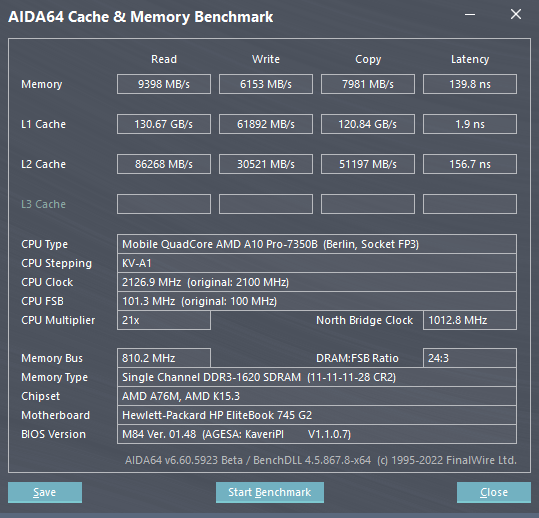 AIDA64 Cache & Memory Benchmark
Read Write Copy Latency
Memory 9398 MB/s 6153 MB/s 7981 MB/s 139.8 ns
L1 Cache 130.67 GB/s 61892 MB/s 120.84 GB/s 1.9 ns
L2 Cache 86268 MB/s 30521 MB/s 51197 MB/s 156.7 ns
L3 Cache
CPU Type Mobile QuadCore AMD A10 Pro-7350B (Berlin, Socket FP3)
CPU Stepping KV-A1
CPU Clock 2126.9 MHz (original: 2100 MHz)
CPU FSB 101.3 MHz (original: 100 MHz)
CPU Multiplier 21x North Bridge Clock 1012.8 MHz
Memory Bus 810.2 MHz DRAM:FSB Ratio 24:3
Memory Type Single Channel DDR3-1620 SDRAM (11-11-11-28 CR2)
Chipset AMD A76M, AMD K15.3
Motherboard Hewlett-Packard HP EliteBook 745 G2
BIOS Version M84 Ver. 01.48 (AGESA: KaveriPI V1.1.0.7)
AIDA64 v6.60.5923 Beta / BenchDLL 4.5.867.8-x64 (c) 1995-2022 FinalWire Ltd.
Save Start Benchmark Close